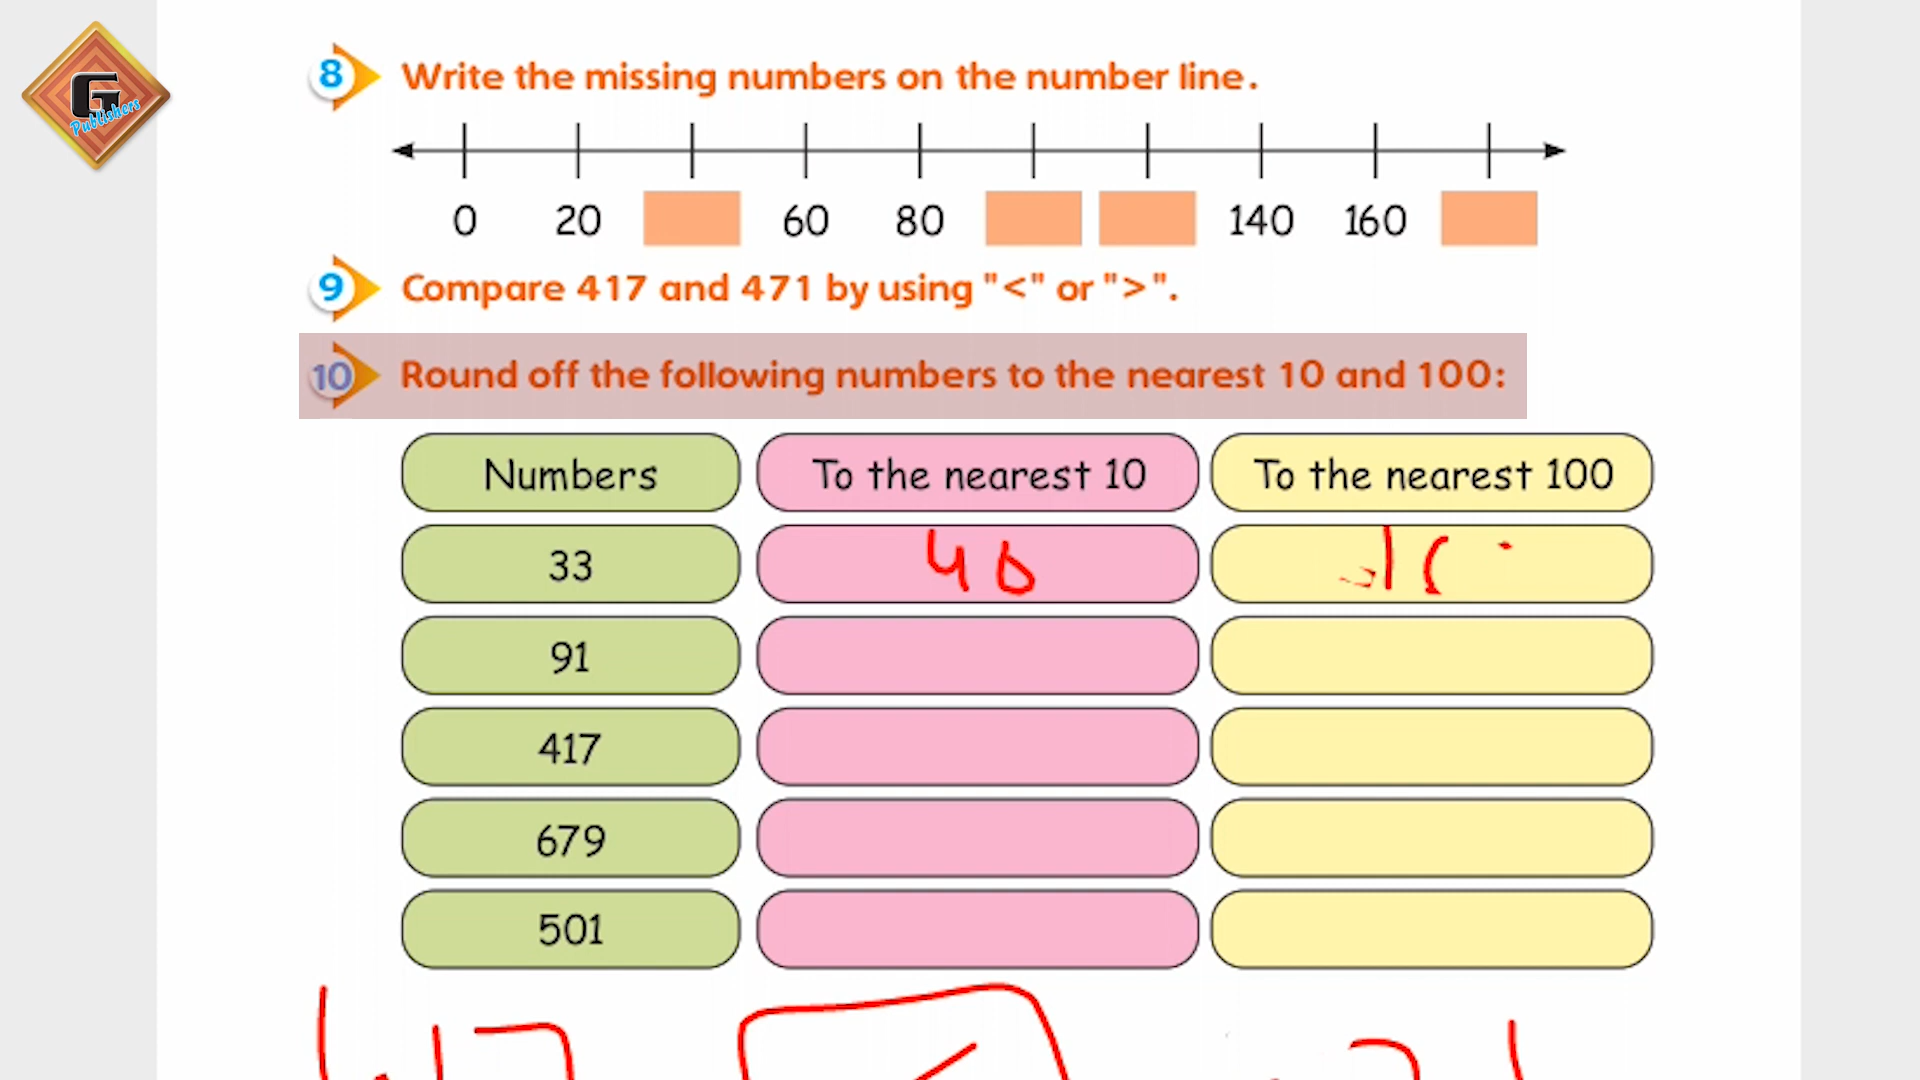 G
Publishers
8 Write the missing numbers on the number line.
0 20 60 80 140 160
9 Compare 417 and 471 by using "<" or ">".
10 Round off the following numbers to the nearest 10 and 100:
Numbers To the nearest 10 To the nearest 100
33 40
91
417
679
501